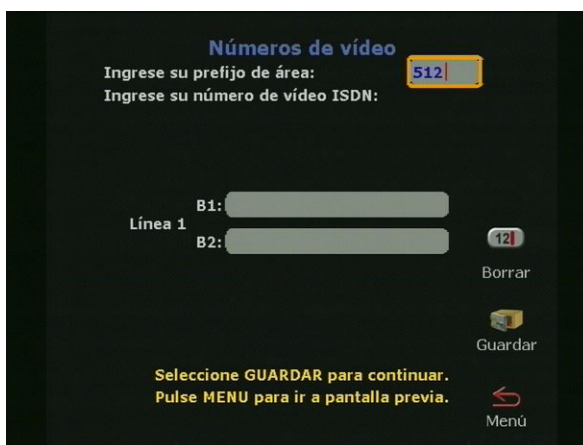 Números de vídeo
Ingrese su prefijo de área: 512
Ingrese su número de vídeo ISDN:
B1:
Línea 1
B2:
12
Borrar
Guardar
Seleccione GUARDAR para continuar.
Pulse MENU para ir a pantalla previa.
Menú